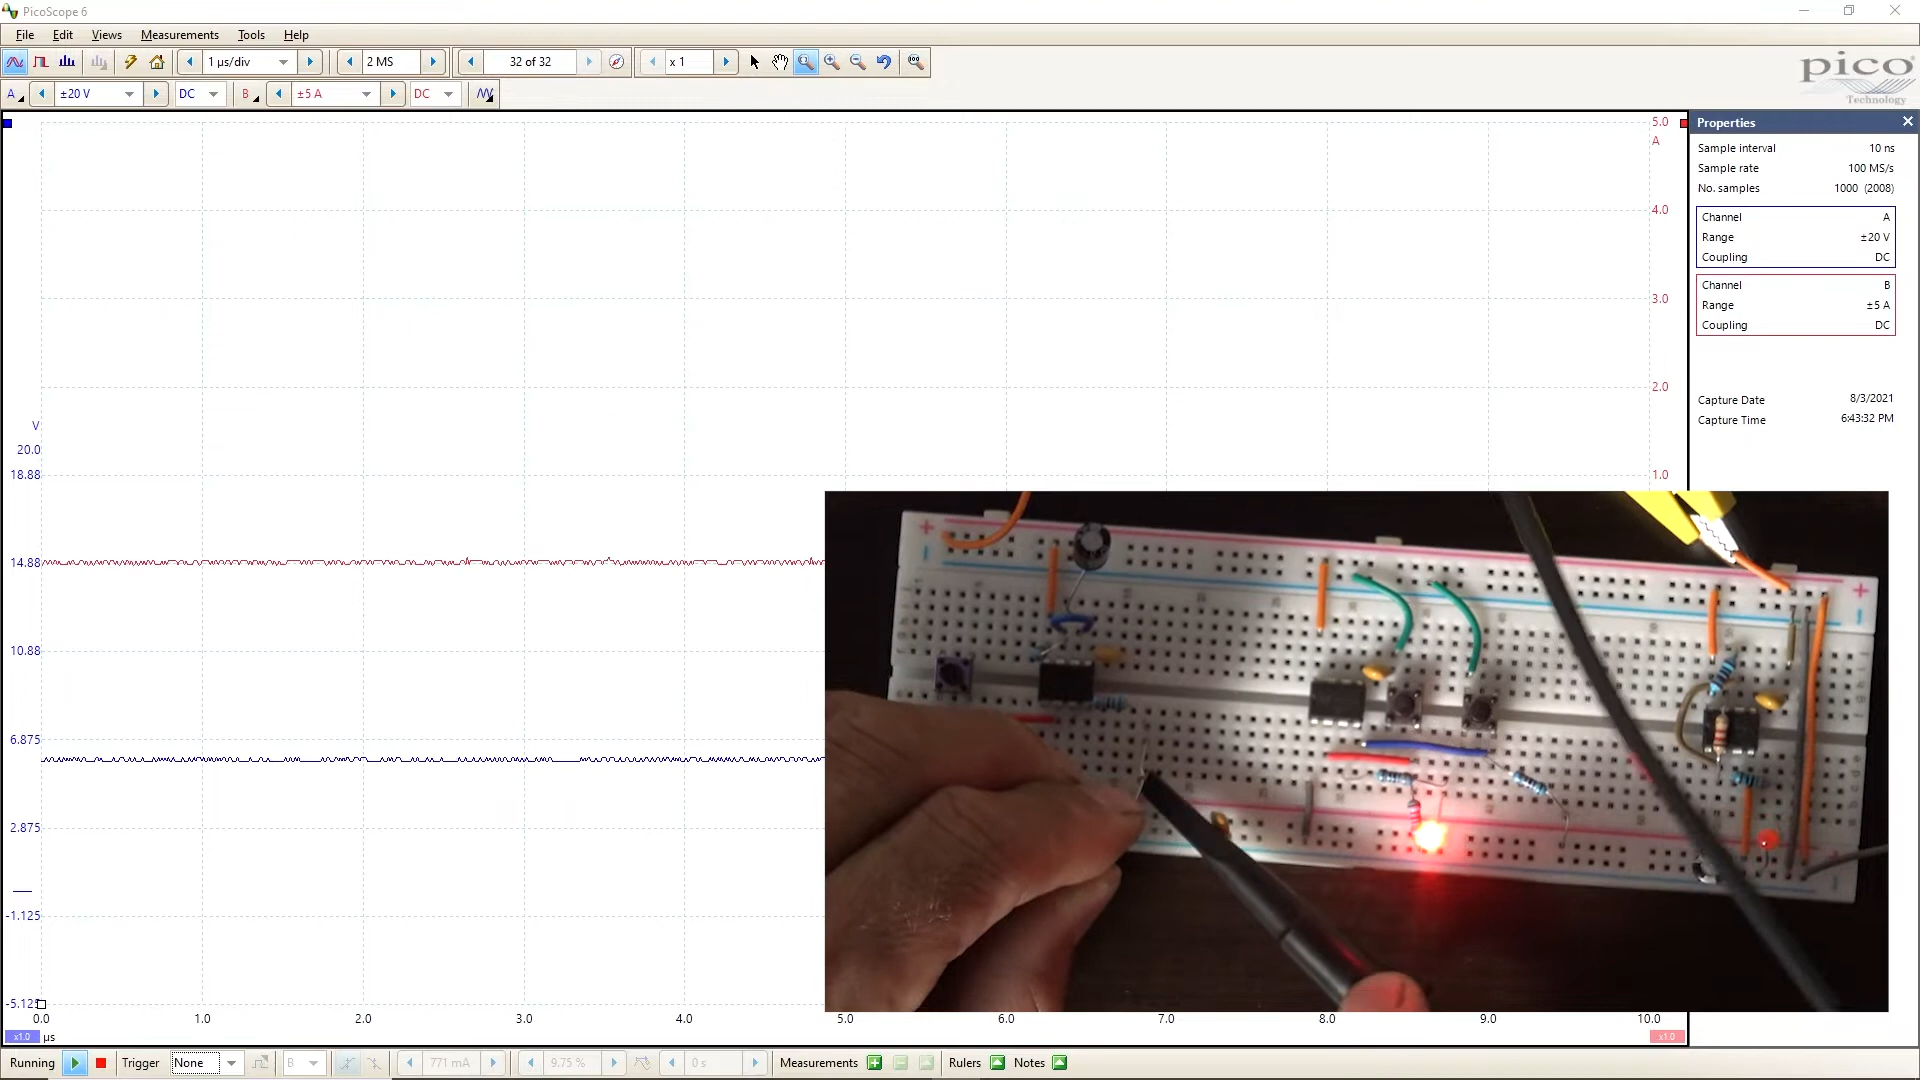 PicoScope 6
File Edit Views Measurements Tools Help
1 µs/div 2 MS 32 of 32 x 1
pico
Technology
A ±20 V DC B ±5 A DC
5.0
A
4.0
3.0
2.0
1.0
V
20.0
18.88
14.88
10.88
6.875
2.875
-1.125
-5.125
0.0 1.0 2.0 3.0 4.0 5.0 6.0 7.0 8.0 9.0 10.0
x1.0 µs x1.0
Properties
Sample interval 10 ns
Sample rate 100 MS/s
No. samples 1000 (2008)
Channel A
Range ±20 V
Coupling DC
Channel B
Range ±5 A
Coupling DC
Capture Date 8/3/2021
Capture Time 6:43:32 PM
Running Trigger None B 771 mA 9.75 % 0 s Measurements Rulers Notes